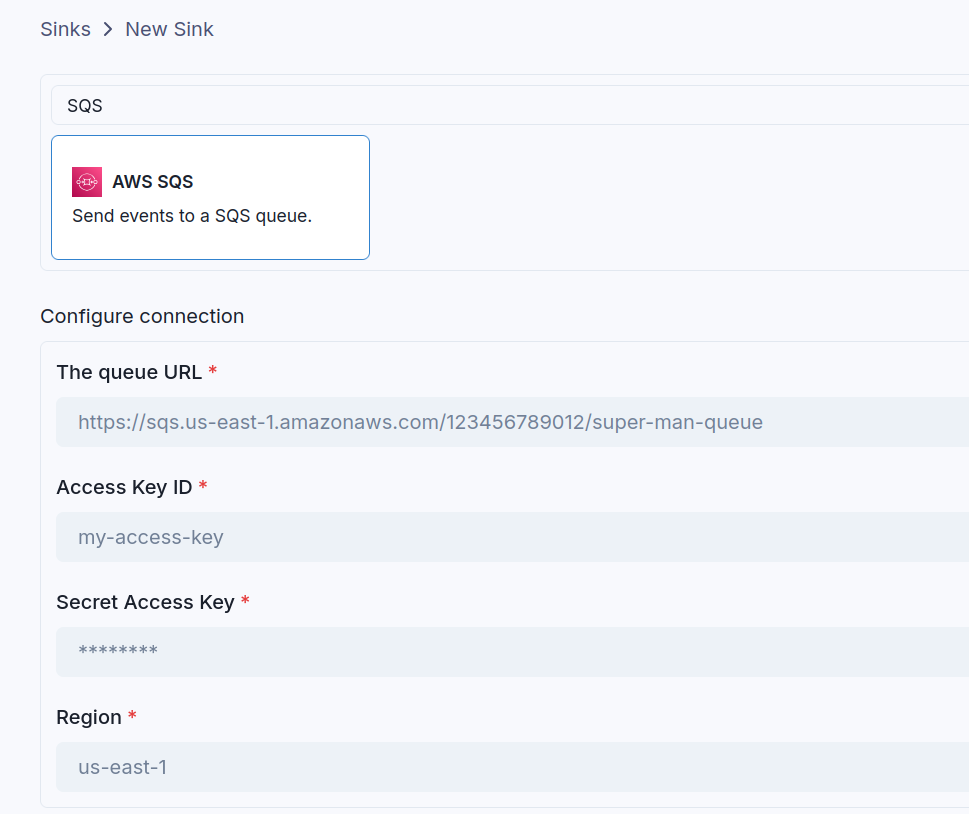 Sinks > New Sink
SQS
AWS SQS
Send events to a SQS queue.
Configure connection
The queue URL *
https://sqs.us-east-1.amazonaws.com/123456789012/super-man-queue
Access Key ID *
my-access-key
Secret Access Key *
********
Region *
us-east-1